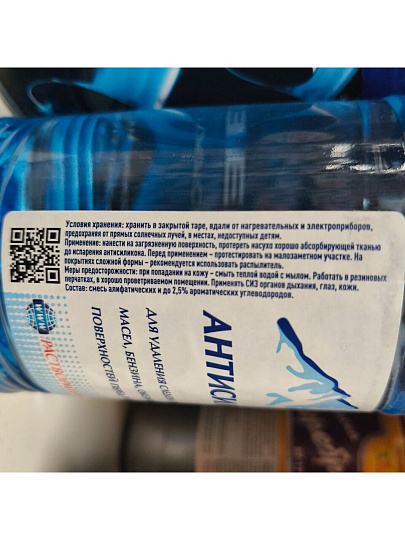 Условия хранения: хранить в закрытой таре, вдали от нагревательных и электроприборов,
предохранять от прямых солнечных лучей, в местах, недоступных детям.
Применение: нанести на загрязненную поверхность, протереть насухо хорошо абсорбирующей тканью
до испарения антисиликона. Перед применением – протестировать на малозаметном участке. На
покрытиях сложной формы – рекомендуется использовать распылитель.
Меры предосторожности: при попадании на кожу – смыть теплой водой с мылом. Работать в резиновых
перчатках, в хорошо проветриваемом помещении. Применять СИЗ органов дыхания, глаз, кожи.
Состав: смесь алифатических и до 2,5% ароматических углеводородов.
АНТИСИ
ДЛЯ УДАЛЕНИЯ
МАСЕЛ, БЕНЗИНА,
ПОВЕРХНОСТЕЙ